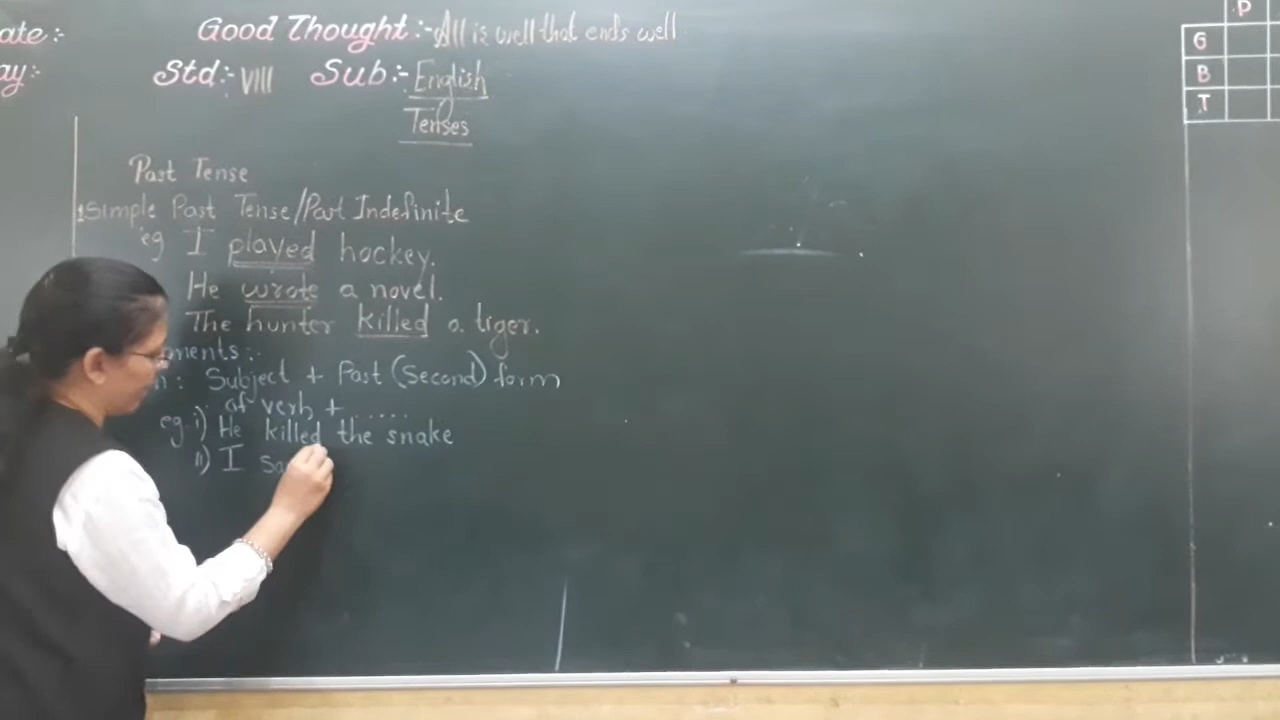 ate:-
Good Thought:- All is well that ends well
ay:-
Std:- VIII Sub:- English
Tenses
P
G
B
T
Past Tense
1. Simple Past Tense/Past Indefinite
eg I played hockey.
He wrote a novel.
The hunter killed a tiger.
onents:-
n: Subject + Past (Second) form
of verb + .....
eg. i) He killed the snake
ii) I sa